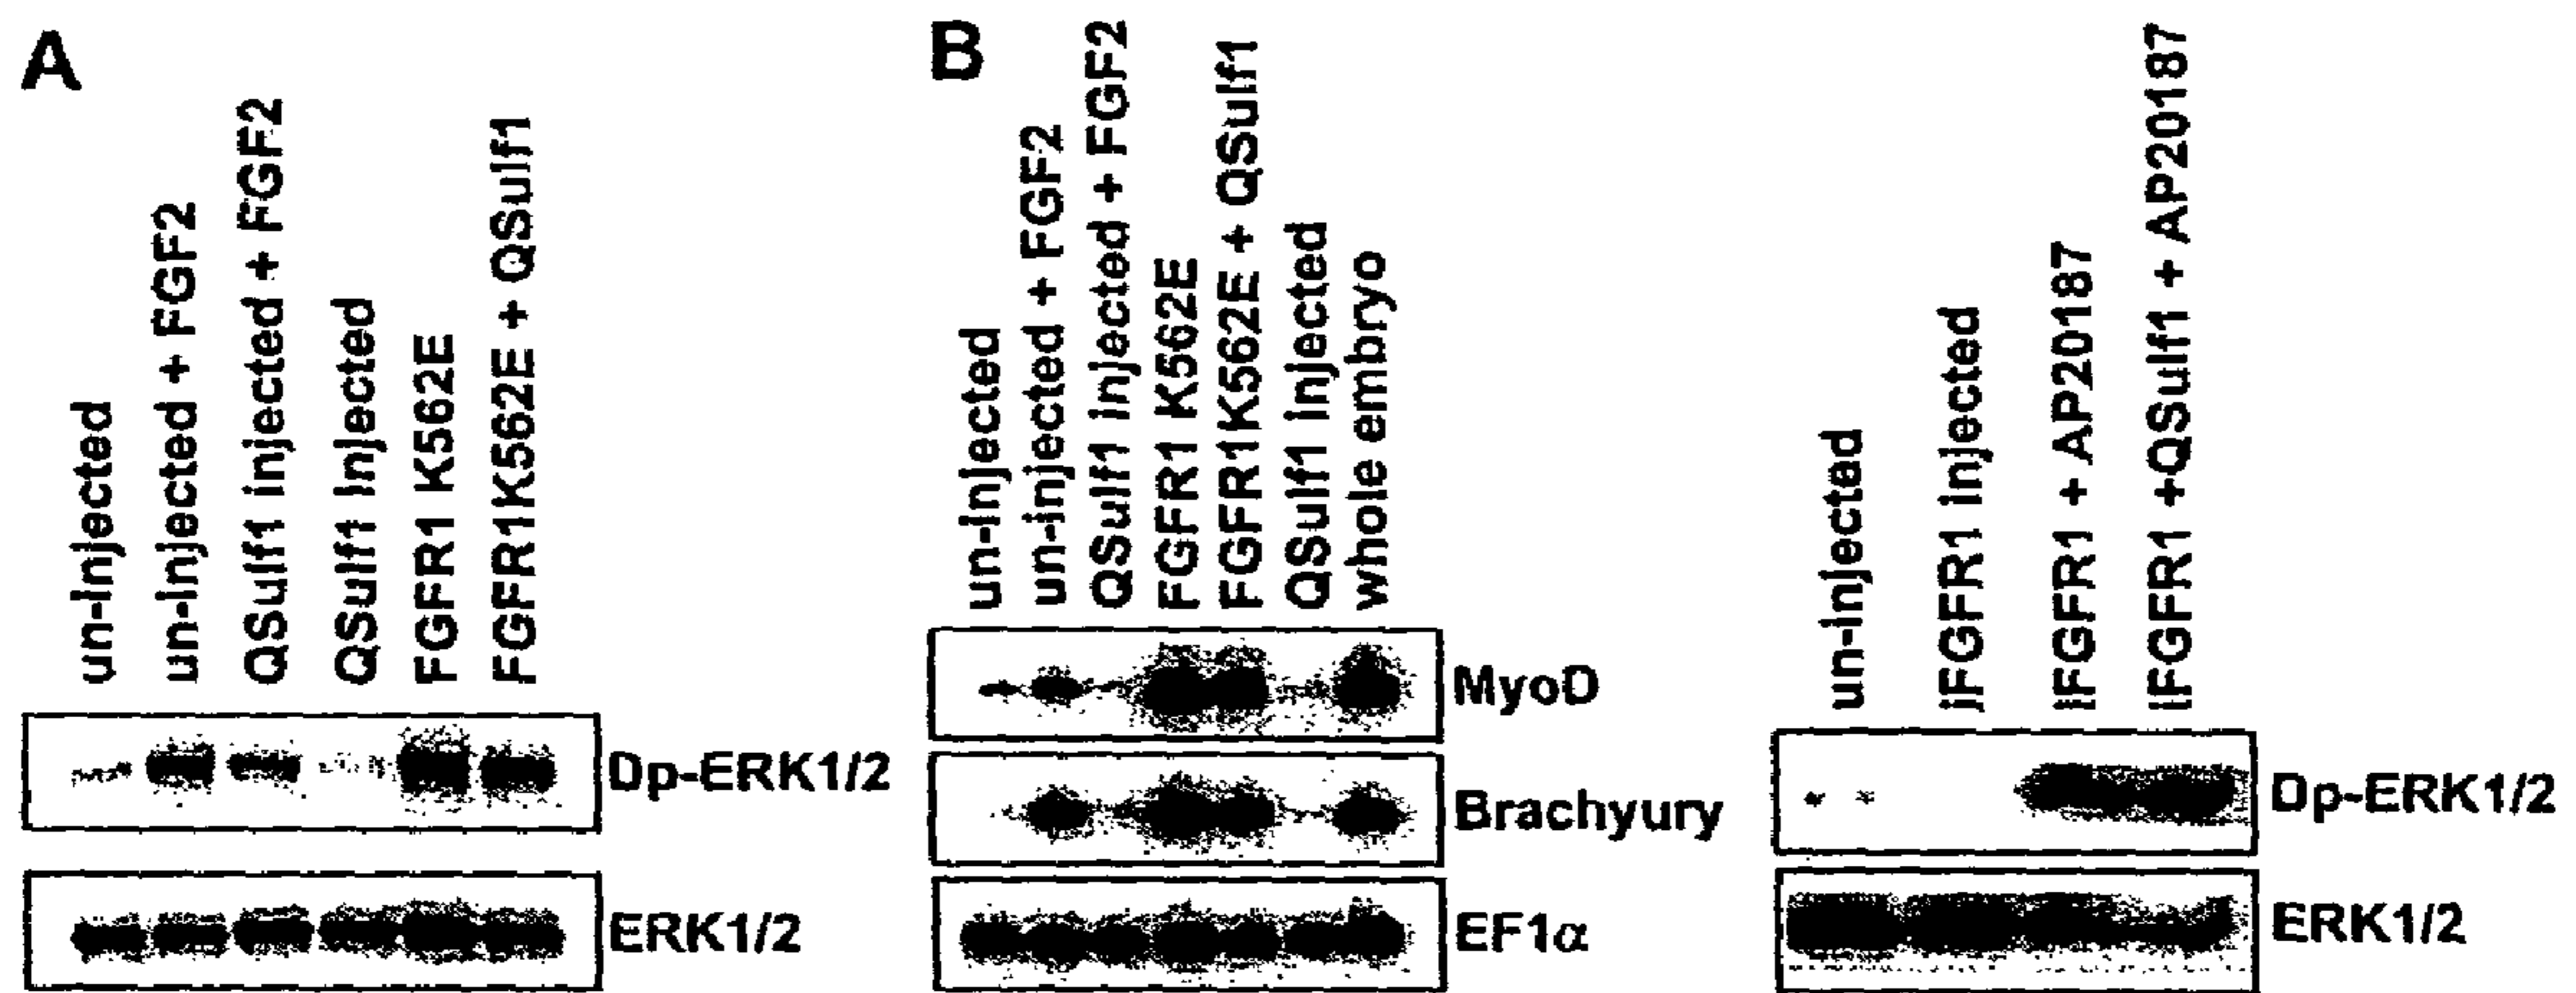 A
un-injected
un-injected + FGF2
QSulf1 injected + FGF2
QSulf1 injected
FGFR1 K562E
FGFR1K562E + QSulf1
Dp-ERK1/2
ERK1/2
B
un-injected
un-injected + FGF2
QSulf1 injected + FGF2
FGFR1 K562E
FGFR1K562E + QSulf1
QSulf1 injected
whole embryo
MyoD
Brachyury
EF1α
un-injected
iFGFR1 injected
iFGFR1 + AP20187
iFGFR1 +QSulf1 + AP20187
Dp-ERK1/2
ERK1/2